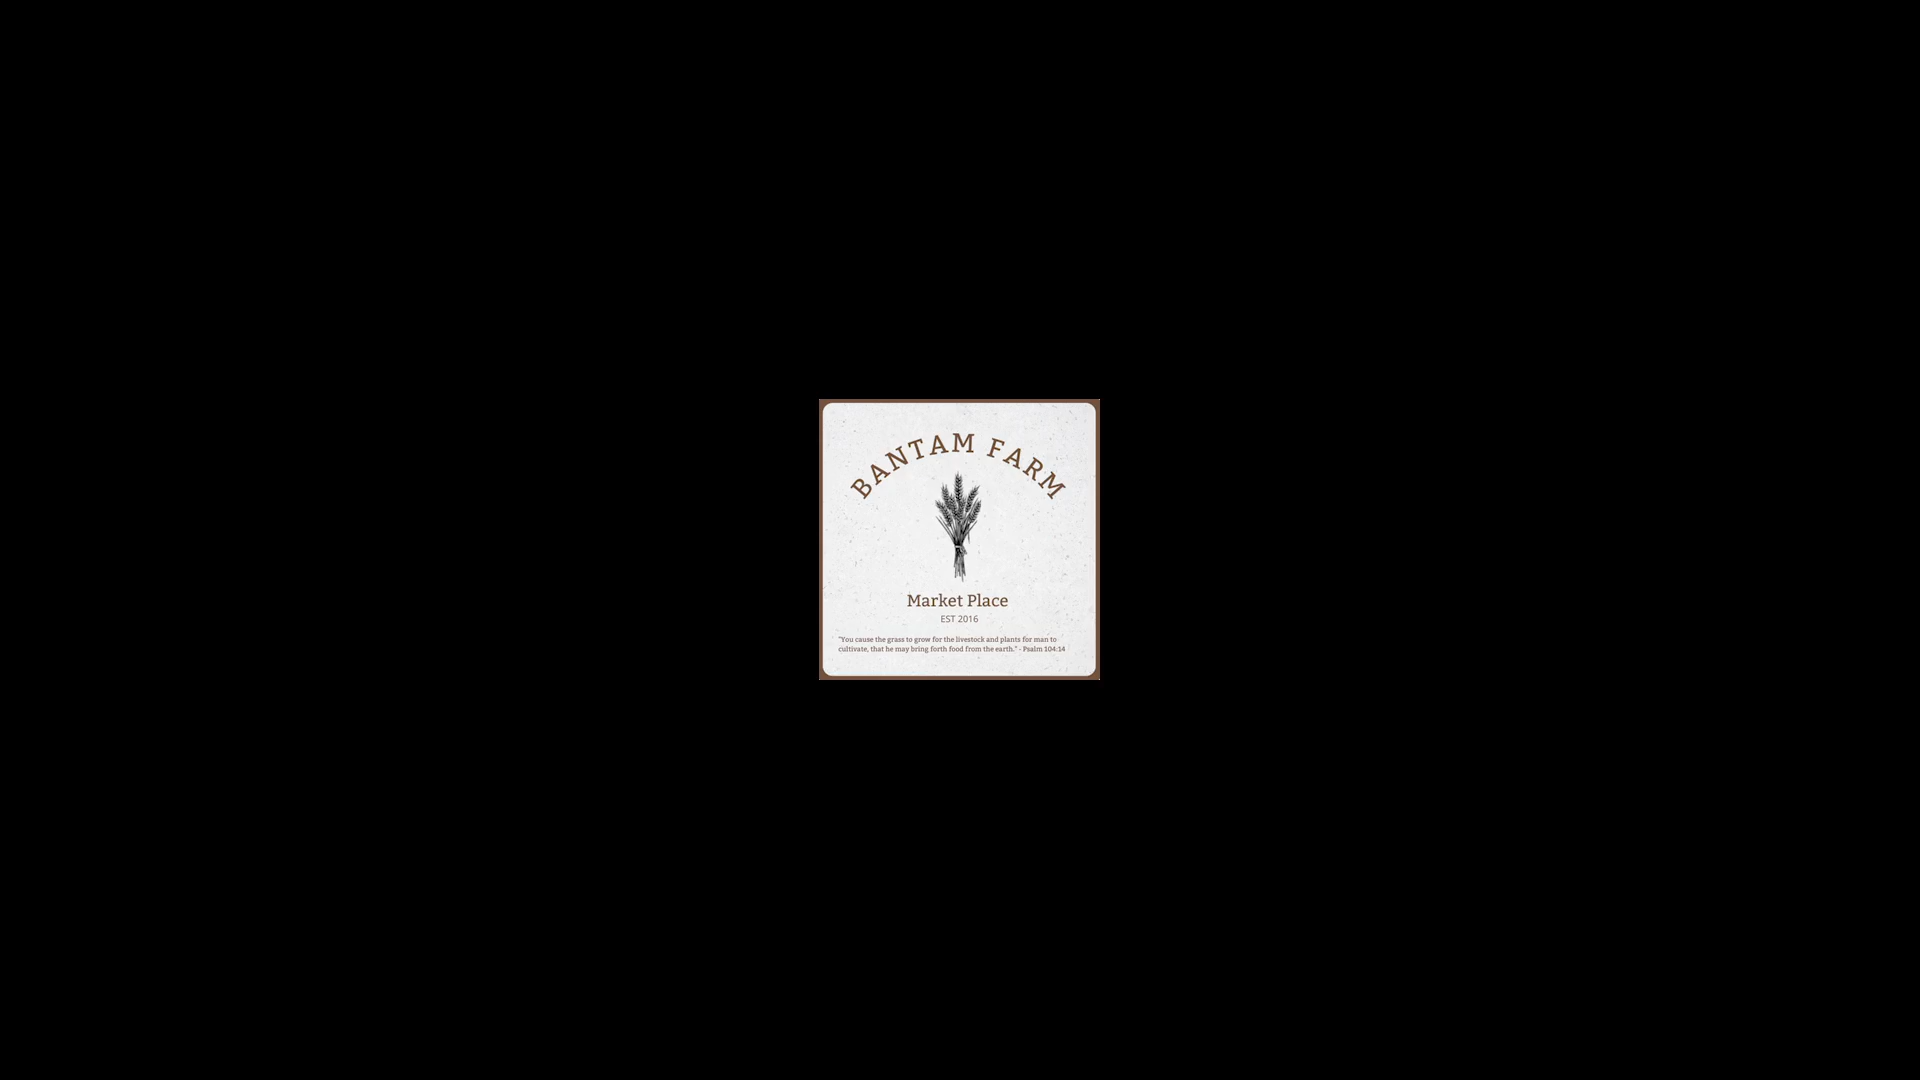 BANTAM FARM
Market Place
EST 2016
"You cause the grass to grow for the livestock and plants for man to
cultivate, that he may bring forth food from the earth." - Psalm 104:14